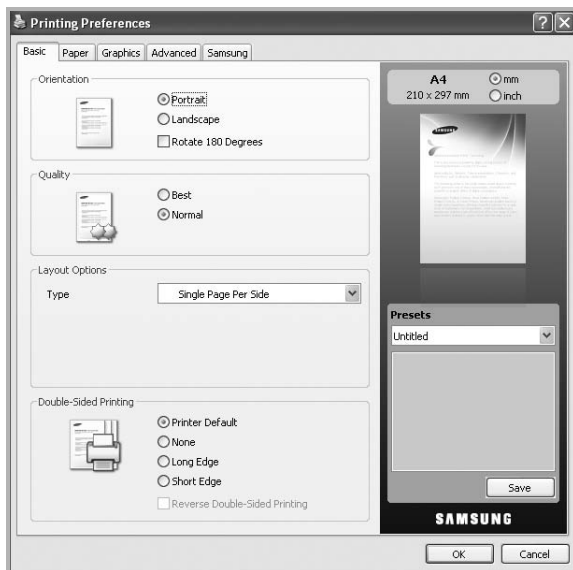 Printing Preferences
Basic Paper Graphics Advanced Samsung
Orientation
Portrait
Landscape
Rotate 180 Degrees
Quality
Best
Normal
Layout Options
Type Single Page Per Side
Double-Sided Printing
Printer Default
None
Long Edge
Short Edge
Reverse Double-Sided Printing
A4 mm
210 x 297 mm inch
SAMSUNG
Presets
Untitled
Save
SAMSUNG
OK Cancel